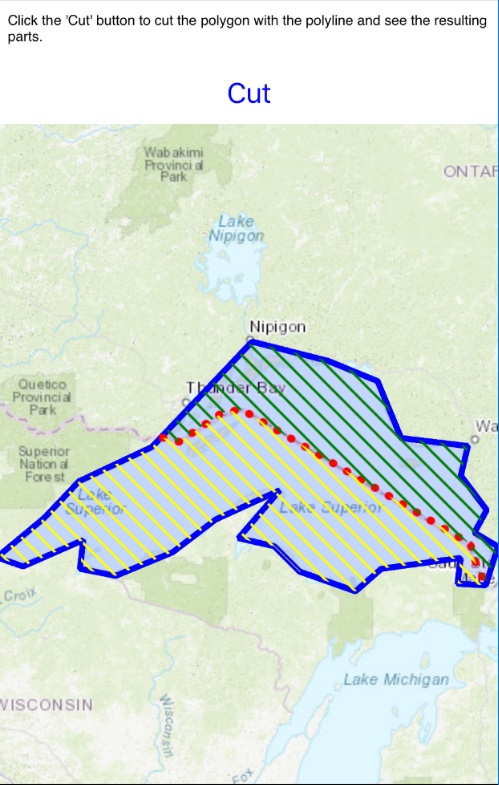 Click the 'Cut' button to cut the polygon with the polyline and see the resulting
parts.
Cut
Wabakimi
Provincial
Park
ONTAR
Lake
Nipigon
Nipigon
Thunder Bay
Quetico
Provincial
Park
Wa
Superior
National
Forest
Lake
Superior
Lake Superior
Croix
Lake Michigan
WISCONSIN
Wisconsin
Fox